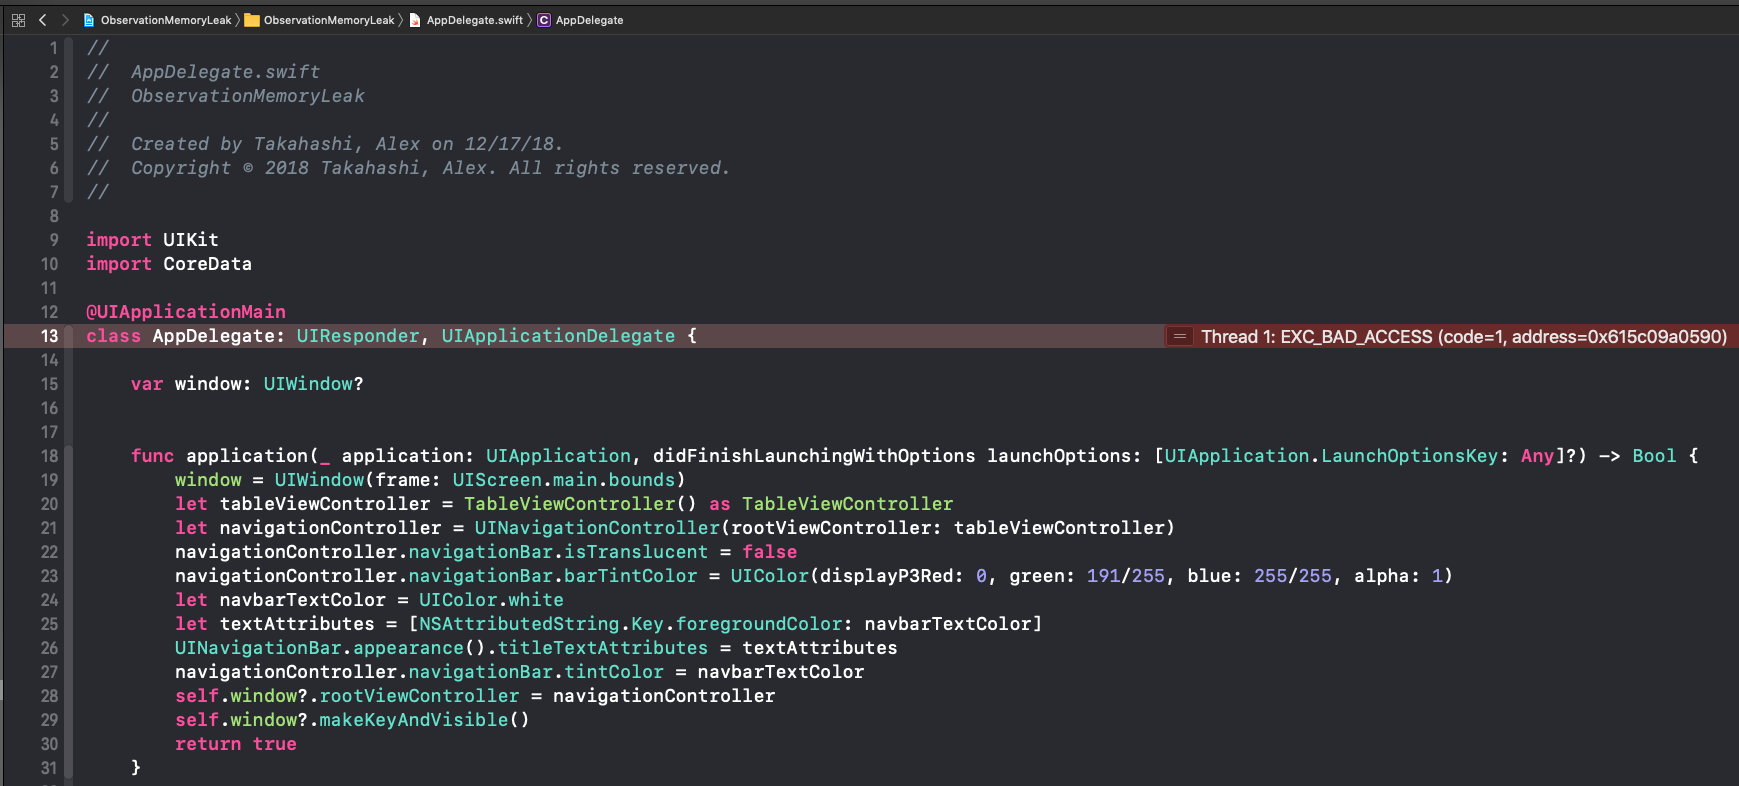 ObservationMemoryLeak ObservationMemoryLeak AppDelegate.swift C AppDelegate
1 //
2 //  AppDelegate.swift
3 //  ObservationMemoryLeak
4 //
5 //  Created by Takahashi, Alex on 12/17/18.
6 //  Copyright © 2018 Takahashi, Alex. All rights reserved.
7 //
8
9 import UIKit
10 import CoreData
11
12 @UIApplicationMain
13 class AppDelegate: UIResponder, UIApplicationDelegate { Thread 1: EXC_BAD_ACCESS (code=1, address=0x615c09a0590)
14
15     var window: UIWindow?
16
17
18     func application(_ application: UIApplication, didFinishLaunchingWithOptions launchOptions: [UIApplication.LaunchOptionsKey: Any]?) -> Bool {
19         window = UIWindow(frame: UIScreen.main.bounds)
20         let tableViewController = TableViewController() as TableViewController
21         let navigationController = UINavigationController(rootViewController: tableViewController)
22         navigationController.navigationBar.isTranslucent = false
23         navigationController.navigationBar.barTintColor = UIColor(displayP3Red: 0, green: 191/255, blue: 255/255, alpha: 1)
24         let navbarTextColor = UIColor.white
25         let textAttributes = [NSAttributedString.Key.foregroundColor: navbarTextColor]
26         UINavigationBar.appearance().titleTextAttributes = textAttributes
27         navigationController.navigationBar.tintColor = navbarTextColor
28         self.window?.rootViewController = navigationController
29         self.window?.makeKeyAndVisible()
30         return true
31     }